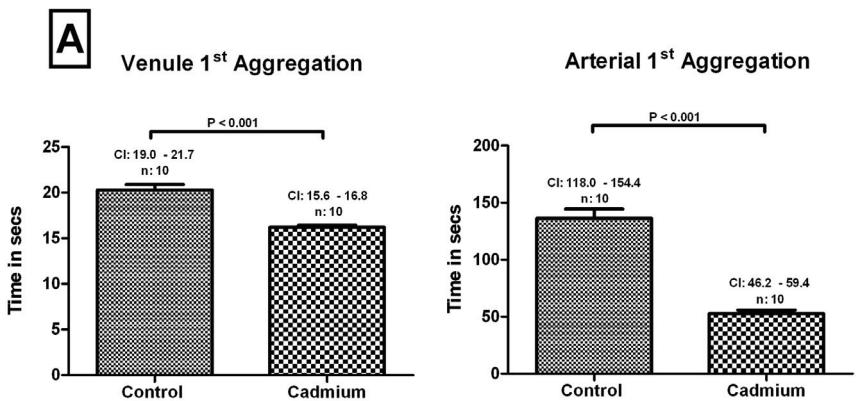 A
Venule 1st Aggregation
P < 0.001
25
20
15
10
5
0
Time in secs
CI: 19.0 - 21.7
n: 10
CI: 15.6 - 16.8
n: 10
Control
Cadmium
Arterial 1st Aggregation
P < 0.001
200
150
100
50
0
Time in secs
CI: 118.0 - 154.4
n: 10
CI: 46.2 - 59.4
n: 10
Control
Cadmium